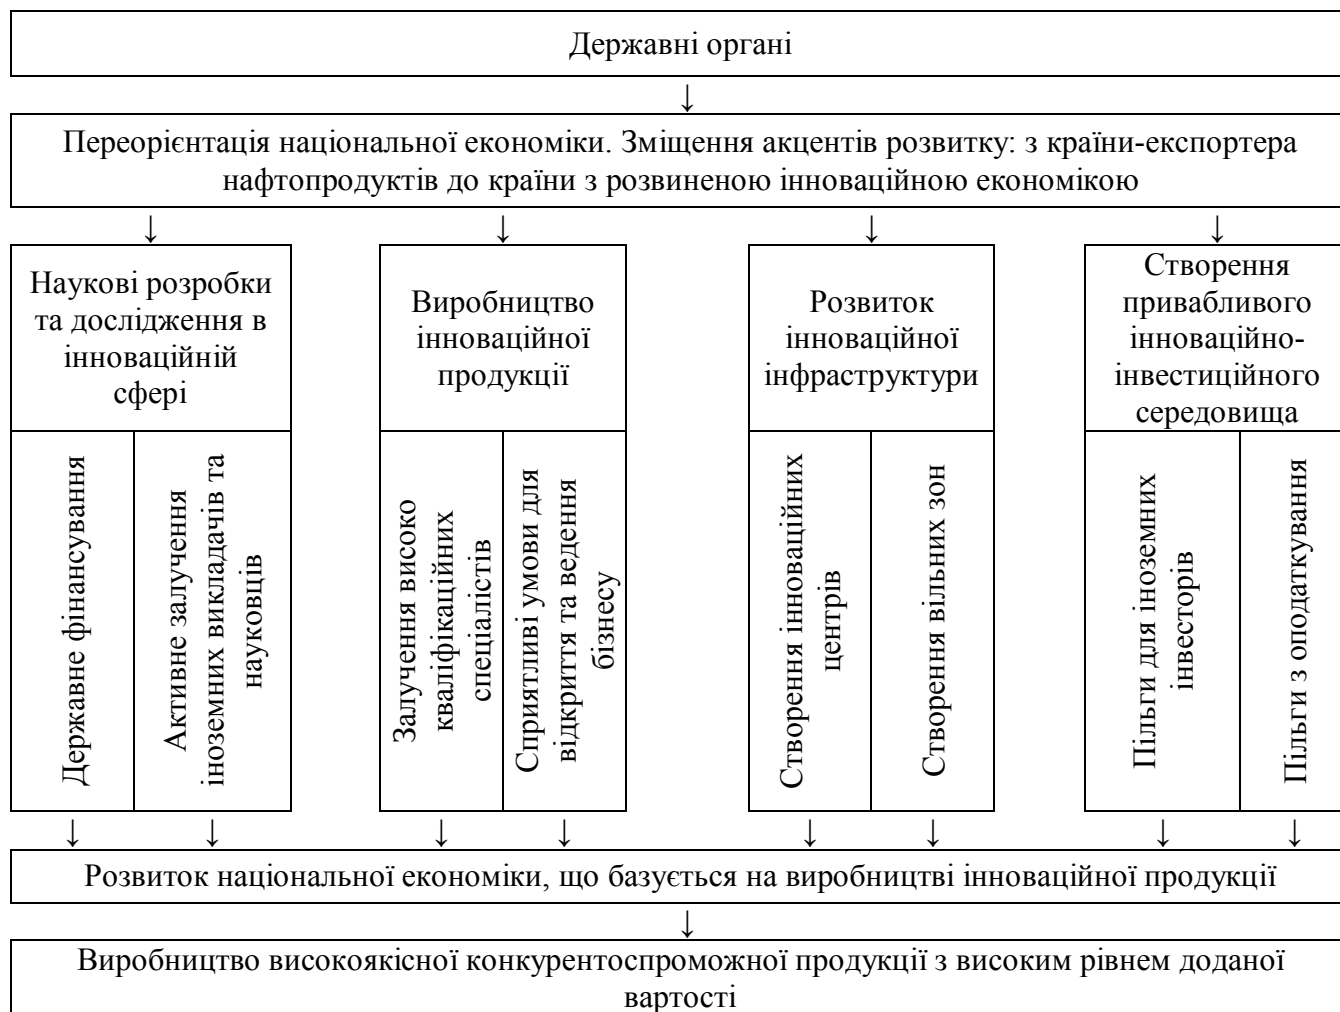 Державні органі
Переорієнтація національної економіки. Зміщення акцентів розвитку: з країни-експортера
нафтопродуктів до країни з розвиненою інноваційною економікою
Наукові розробки
та дослідження в
інноваційній
сфері
Виробництво
інноваційної
продукції
Розвиток
інноваційної
інфраструктури
Створення
привабливого
інноваційно-
інвестиційного
середовища
Державне фінансування
Активне залучення
іноземних викладачів та
науковців
Залучення високо
кваліфікаційних
спеціалістів
Сприятливі умови для
відкриття та ведення
бізнесу
Створення інноваційних
центрів
Створення вільних зон
Пільги для іноземних
інвесторів
Пільги з оподаткування
Розвиток національної економіки, що базується на виробництві інноваційної продукції
Виробництво високоякісної конкурентоспроможної продукції з високим рівнем доданої
вартості